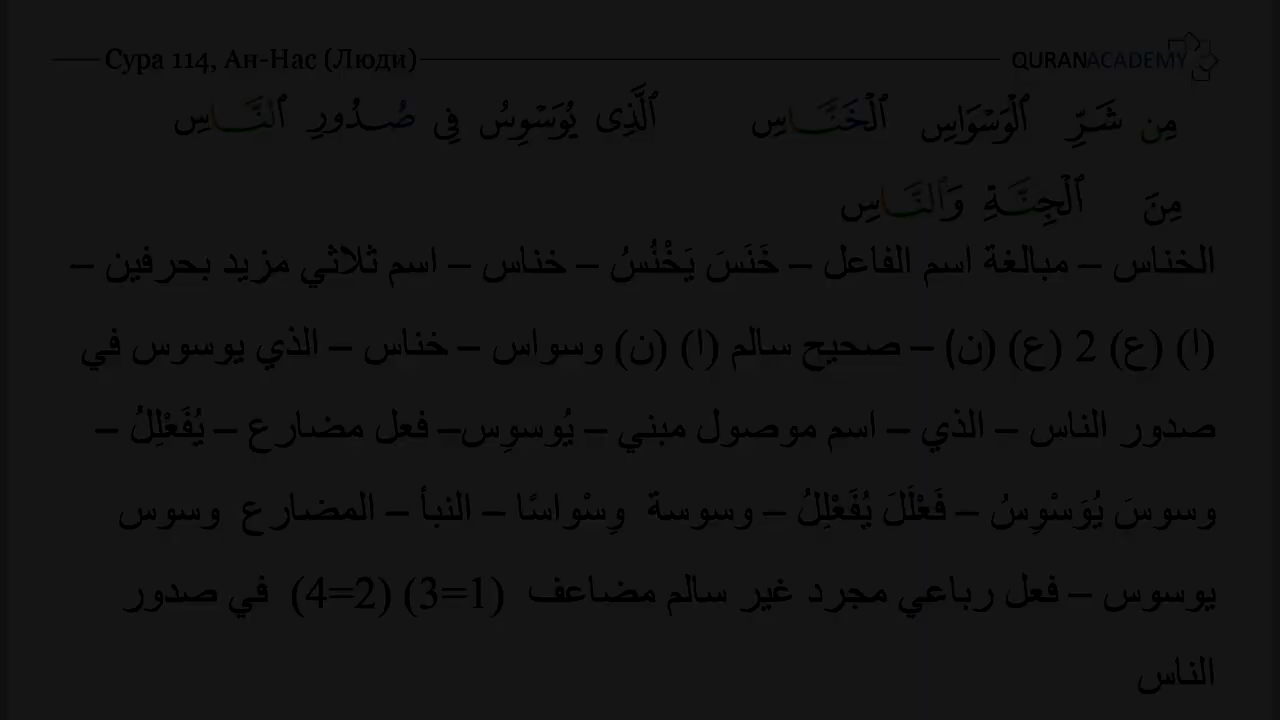 Сура 114, Ан-Нас (Люди)
QURANACADEMY
مِن شَرِّ ٱلْوَسْوَاسِ ٱلْخَنَّاسِ ٱلَّذِى يُوَسْوِسُ فِى صُدُورِ ٱلنَّاسِ
مِنَ ٱلْجِنَّةِ وَٱلنَّاسِ
الخناس – مبالغة اسم الفاعل – خَنَسَ يَخْنُسُ – خناس – اسم ثلاثي مزيد بحرفين –
(ا) (ع) 2 (ع) (ن) – صحيح سالم (ا) (ن) وسواس – خناس – الذي يوسوس في
صدور الناس – الذي – اسم موصول مبني – يُوسوِس– فعل مضارع – يُفَعْلِلُ –
وسوسَ يُوَسْوِسُ – فَعْلَلَ يُفَعْلِلُ – وسوسة وِسْواسًا – النبأ – المضارع وسوس
يوسوس – فعل رباعي مجرد غير سالم مضاعف (1=3) (2=4) في صدور
الناس